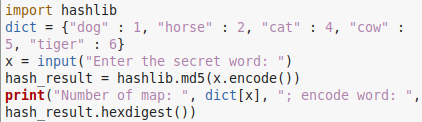 import hashlib
dict = {"dog" : 1, "horse" : 2, "cat" : 4, "cow" :
5, "tiger" : 6}
x = input("Enter the secret word: ")
hash_result = hashlib.md5(x.encode())
print("Number of map: ", dict[x], "; encode word: ",
hash_result.hexdigest())